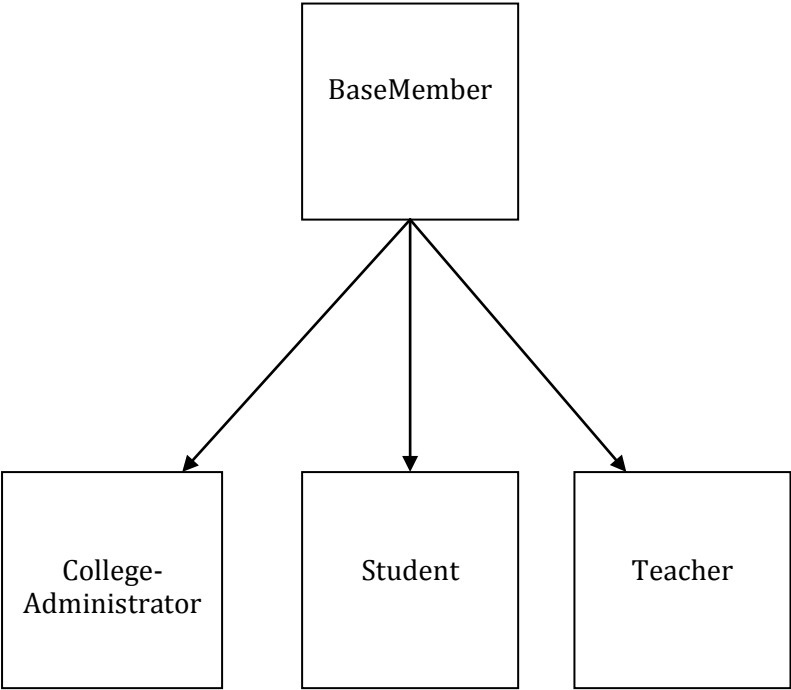 BaseMember
College-
Administrator
Student
Teacher